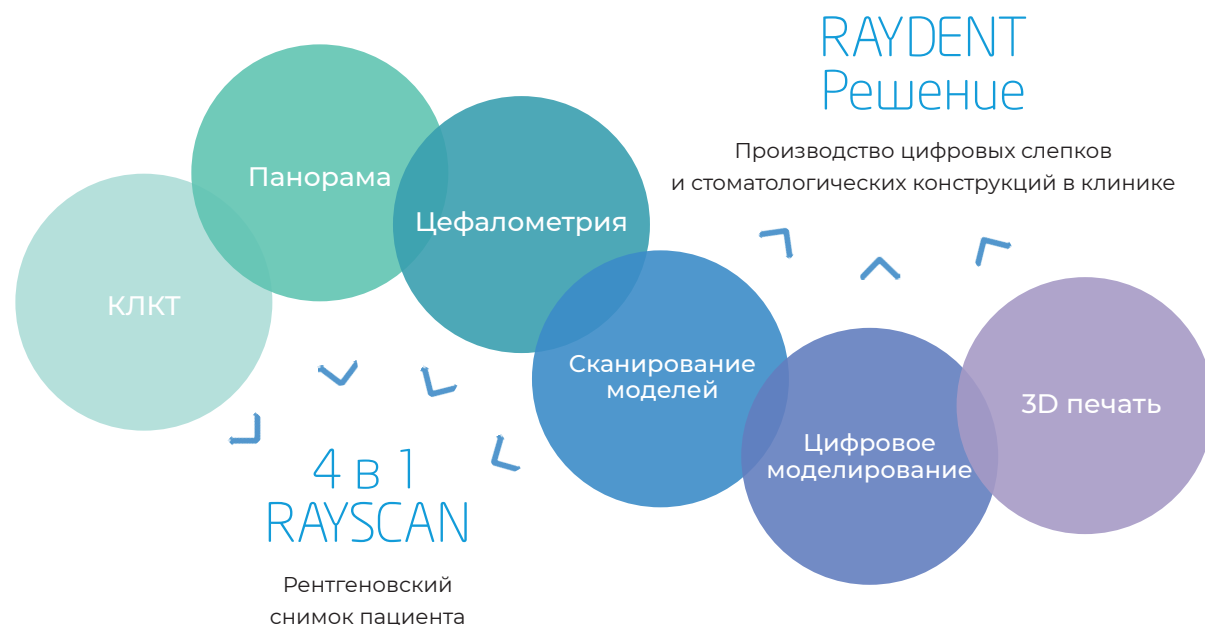 RAYDENT
Решение
Производство цифровых слепков
и стоматологических конструкций в клинике
Панорама
Цефалометрия
КЛКТ
Сканирование
моделей
3D печать
Цифровое
моделирование
4 в 1
RAYSCAN
Рентгеновский
снимок пациента